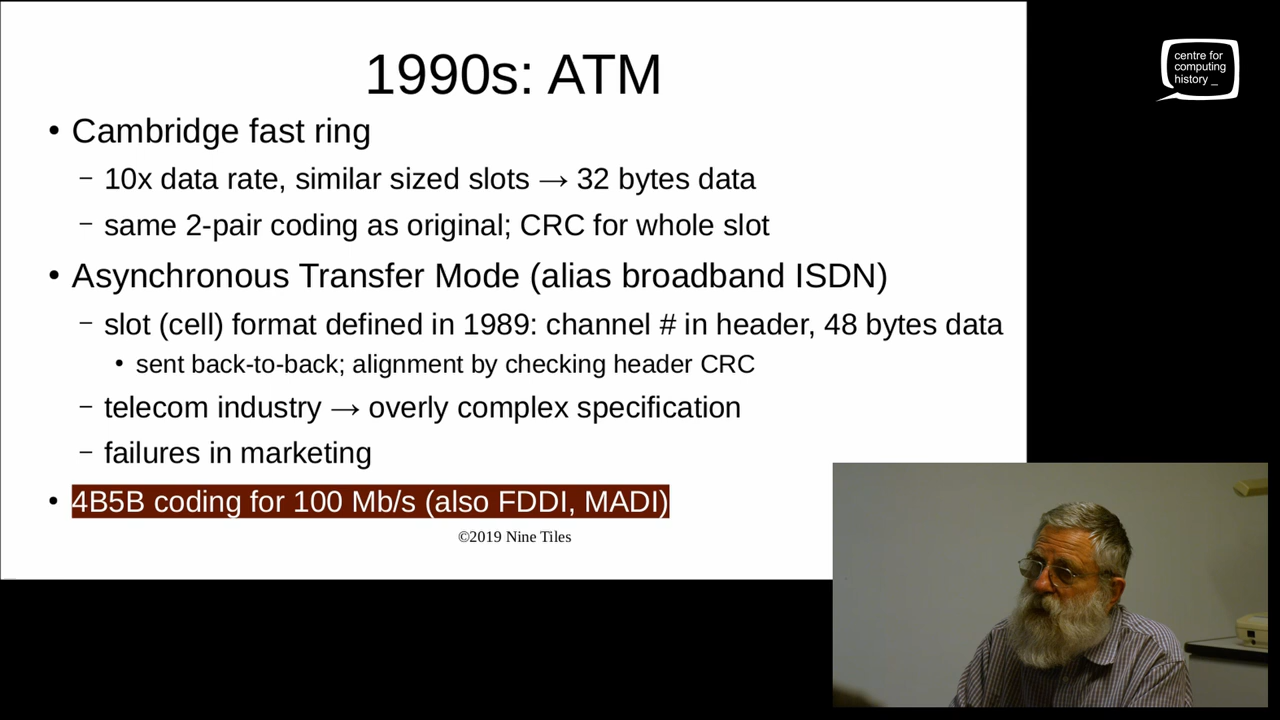 1990s: ATM
• Cambridge fast ring
– 10x data rate, similar sized slots → 32 bytes data
– same 2-pair coding as original; CRC for whole slot
• Asynchronous Transfer Mode (alias broadband ISDN)
– slot (cell) format defined in 1989: channel # in header, 48 bytes data
• sent back-to-back; alignment by checking header CRC
– telecom industry → overly complex specification
– failures in marketing
• 4B5B coding for 100 Mb/s (also FDDI, MADI)
©2019 Nine Tiles
centre for
computing
history _